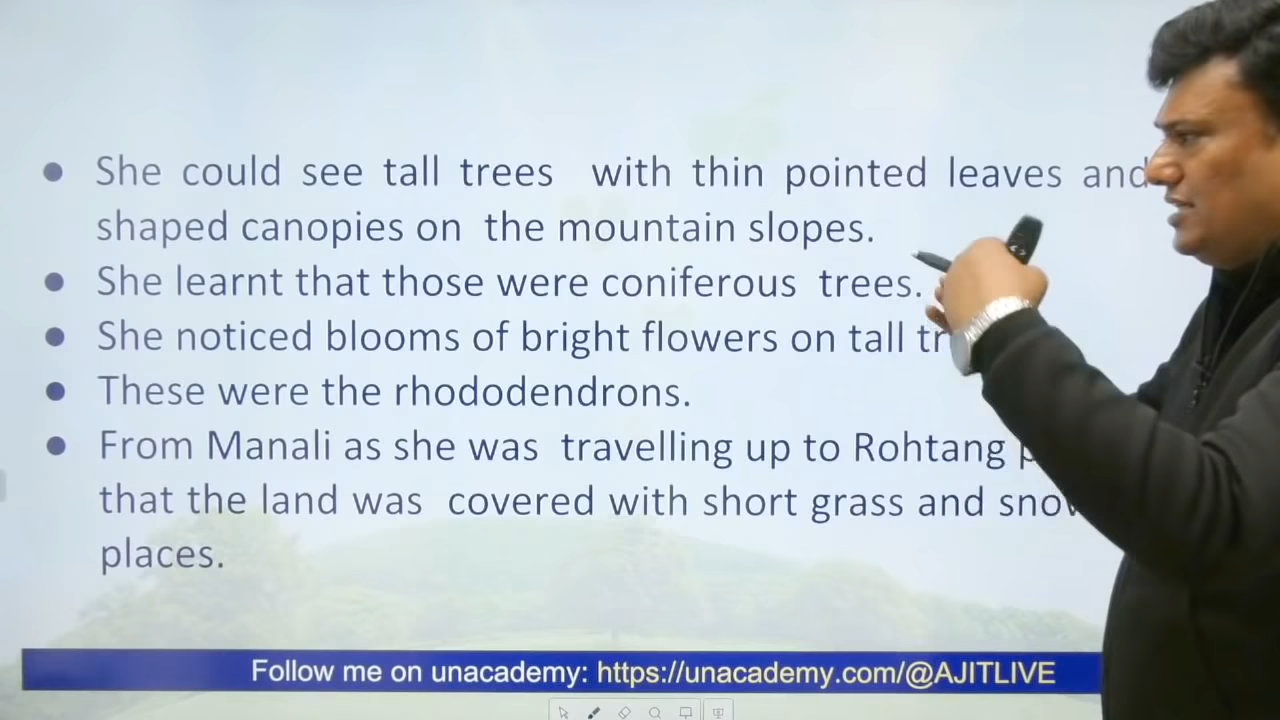 ● She could see tall trees with thin pointed leaves and
shaped canopies on the mountain slopes.
● She learnt that those were coniferous trees.
● She noticed blooms of bright flowers on tall
● These were the rhododendrons.
● From Manali as she was travelling up to Rohtang
that the land was covered with short grass and
places.
Follow me on unacademy: https://unacademy.com/@AJITLIVE